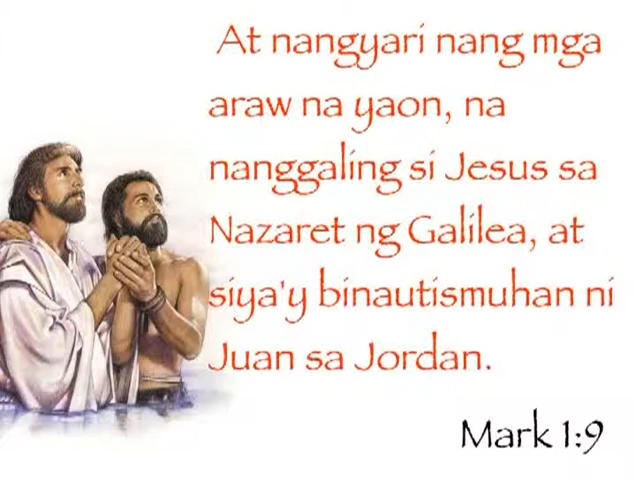 At nangyari nang mga
araw na yaon, na
nanggaling si Jesus sa
Nazaret ng Galilea, at
siya'y binautismuhan ni
Juan sa Jordan.
Mark 1:9